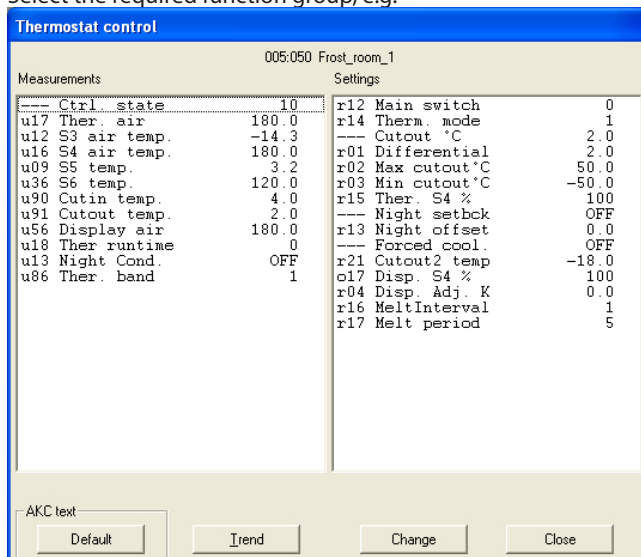 Select the required function group, e.g.
Thermostat control
005:050 Frost_room_1
Measurements
--- Ctrl. state 10
u17 Ther. air 180.0
u12 S3 air temp. -14.3
u16 S4 air temp. 180.0
u09 S5 temp. 3.2
u36 S6 temp. 120.0
u90 Cutin temp. 4.0
u91 Cutout temp. 2.0
u56 Display air 180.0
u18 Ther runtime 0
u13 Night Cond. OFF
u86 Ther. band 1
Settings
r12 Main switch 0
r14 Therm. mode 1
--- Cutout °C 2.0
r01 Differential 2.0
r02 Max cutout°C 50.0
r03 Min cutout°C -50.0
r15 Ther. S4 % 100
--- Night setbck OFF
r13 Night offset 0.0
--- Forced cool. OFF
r21 Cutout2 temp -18.0
o17 Disp. S4 % 100
r04 Disp. Adj. K 0.0
r16 MeltInterval 1
r17 Melt period 5
AKC text
Default
Trend
Change
Close